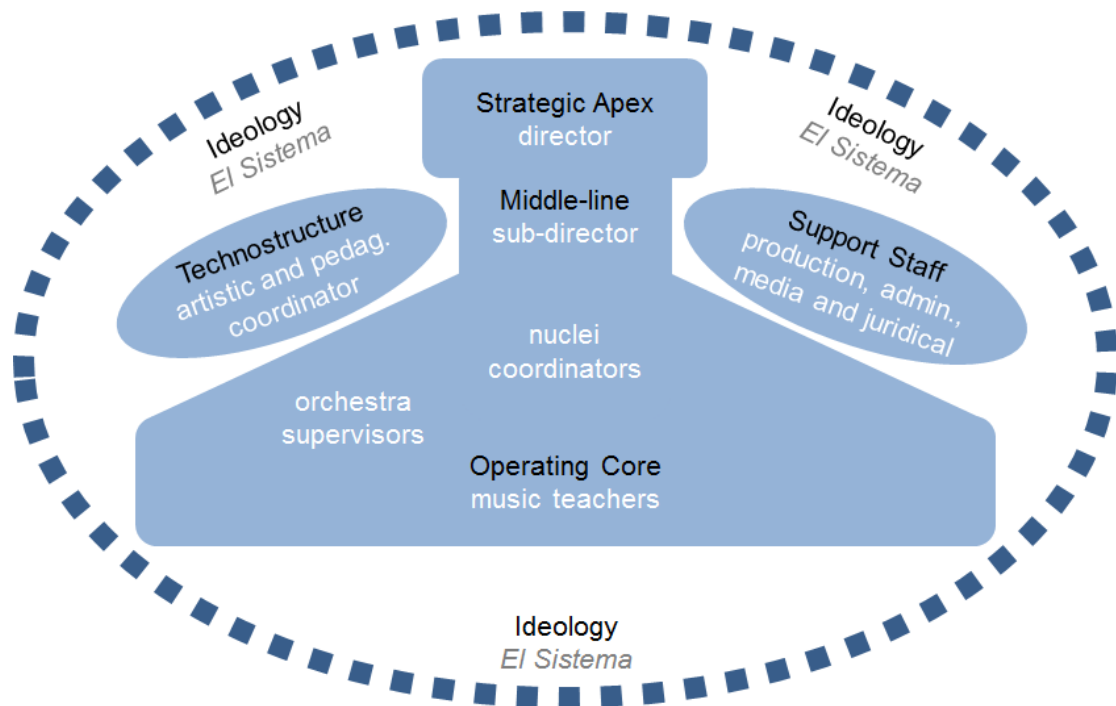 Strategic Apex
director
Ideology
El Sistema
Ideology
El Sistema
Middle-line
sub-director
Technostructure
artistic and pedag.
coordinator
Support Staff
production, admin.,
media and juridical
nuclei
coordinators
orchestra
supervisors
Operating Core
music teachers
Ideology
El Sistema